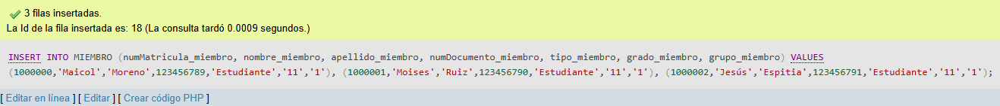 3 filas insertadas.
La Id de la fila insertada es: 18 (La consulta tardó 0.0009 segundos.)
INSERT INTO MIEMBRO (numMatricula_miembro, nombre_miembro, apellido_miembro, numDocumento_miembro, tipo_miembro, grado_miembro, grupo_miembro) VALUES
(1000000,'Maicol','Moreno',123456789,'Estudiante','11','1'), (1000001,'Moises','Ruiz',123456790,'Estudiante','11','1'), (1000002,'Jesús','Espitia',123456791,'Estudiante','11','1');
[ Editar en línea ] [ Editar ] [ Crear código PHP ]